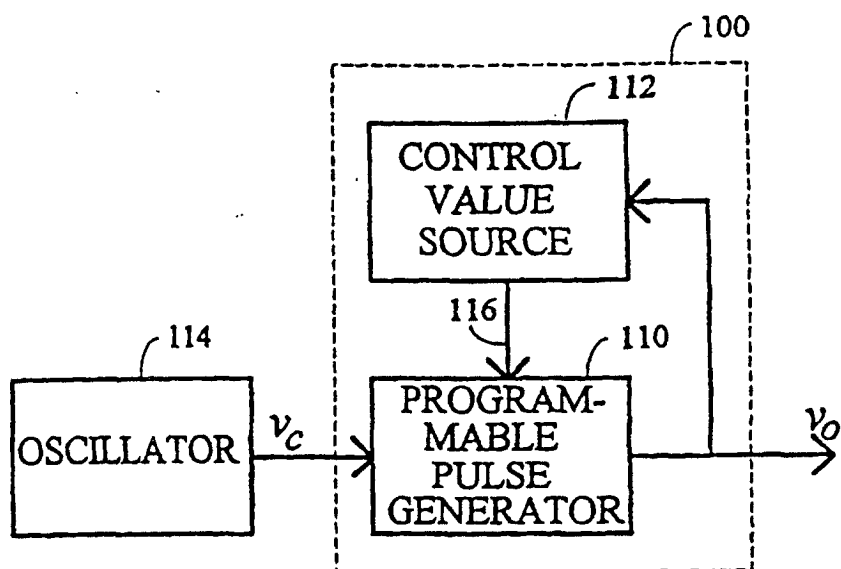 100
112
CONTROL
VALUE
SOURCE
116
114
110
OSCILLATOR
v_C
PROGRAM-
MABLE
PULSE
GENERATOR
v_O